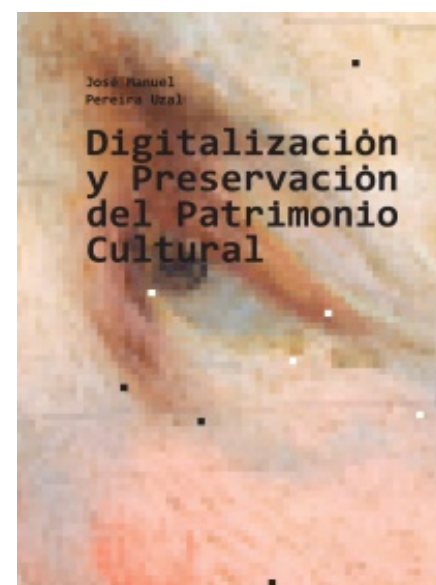 José Manuel
Pereira Uzal
Digitalización
y Preservación
del Patrimonio
Cultural